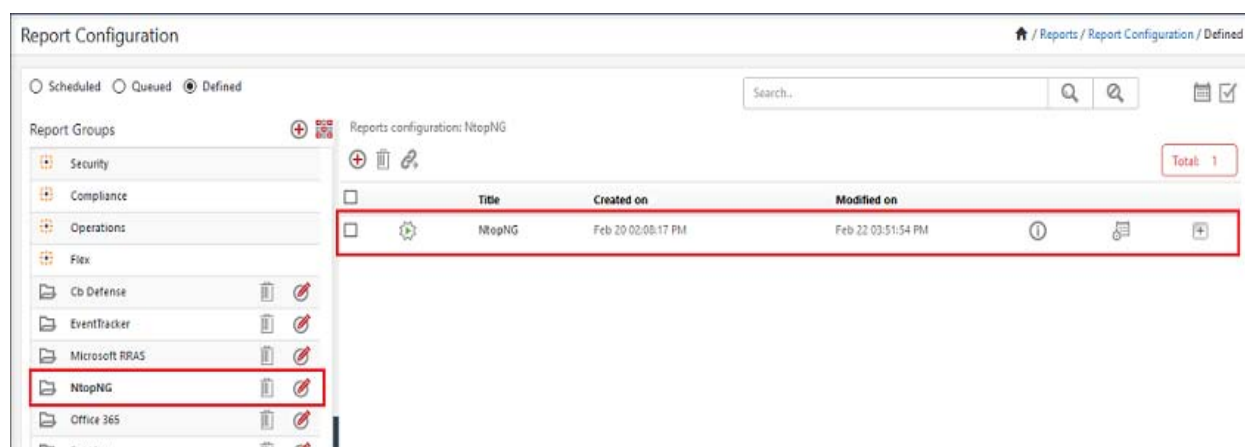 Report Configuration
/ Reports / Report Configuration / Defined
Scheduled Queued Defined
Search..
Report Groups
Security
Compliance
Operations
Flex
Cb Defense
EventTracker
Microsoft RRAS
NtopNG
Office 365
Reports configuration: NtopNG
Total: 1
Title Created on Modified on
NtopNG Feb 20 02:08:17 PM Feb 22 03:51:54 PM